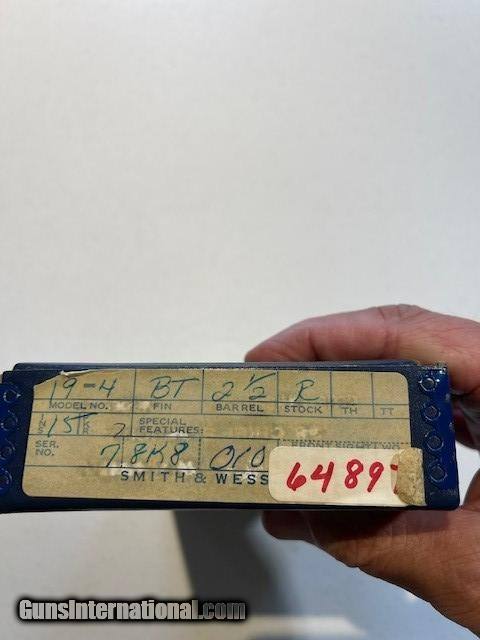 19-4 BT 2 1/2 R
MODEL NO. FIN BARREL STOCK TH TT
SPECIAL
FEATURES:
SER.
NO. 78K8 010
SMITH & WESS
6489
GunsInternational.com